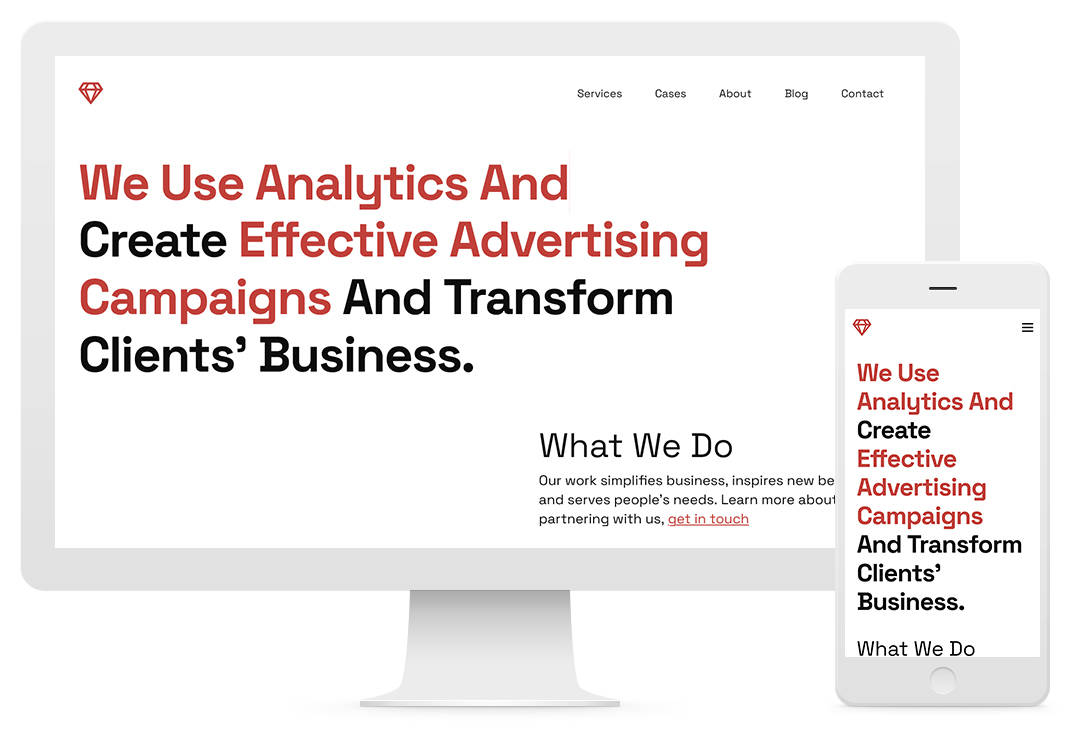 Services Cases About Blog Contact
We Use Analytics And
Create Effective Advertising
Campaigns And Transform
Clients’ Business.
What We Do
Our work simplifies business, inspires new be
and serves people’s needs. Learn more about
partnering with us, get in touch
We Use
Analytics And
Create
Effective
Advertising
Campaigns
And Transform
Clients’
Business.
What We Do